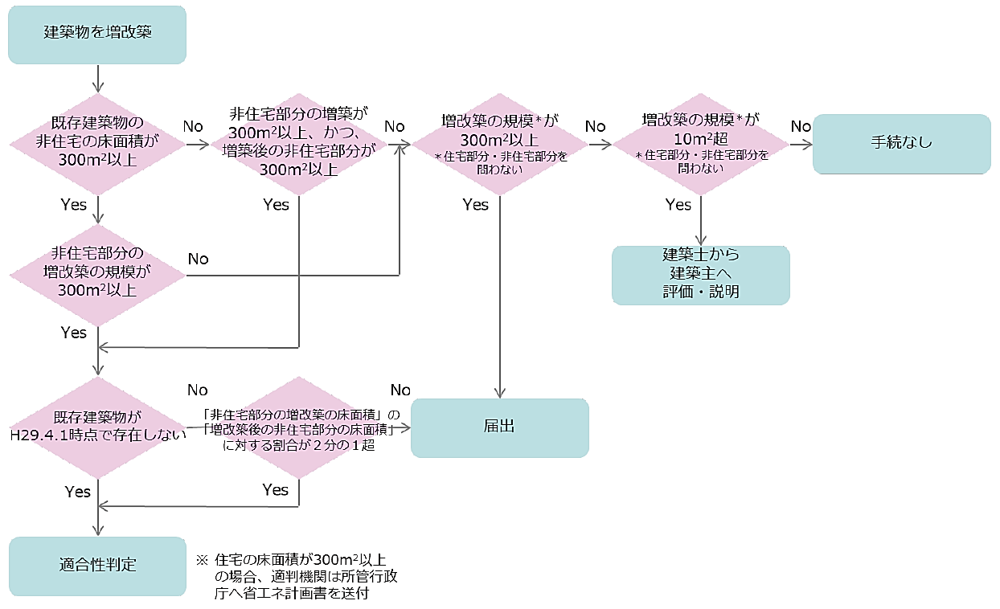 建築物を増改築
既存建築物の
非住宅の床面積が
300m²以上
No
非住宅部分の増築が
300m²以上、かつ、
増築後の非住宅部分が
300m²以上
No
増改築の規模*が
300m²以上
*住宅部分・非住宅部分を
問わない
No
増改築の規模*が
10m²超
*住宅部分・非住宅部分を
問わない
No
手続なし
Yes
Yes
Yes
Yes
非住宅部分の
増改築の規模が
300m²以上
No
建築士から
建築主へ
評価・説明
Yes
既存建築物が
H29.4.1時点で存在しない
No
「非住宅部分の増改築の床面積」の
「増改築後の非住宅部分の床面積」
に対する割合が２分の１超
No
届出
Yes
Yes
適合性判定
※ 住宅の床面積が300m²以上
の場合、適判機関は所管行政
庁へ省エネ計画書を送付